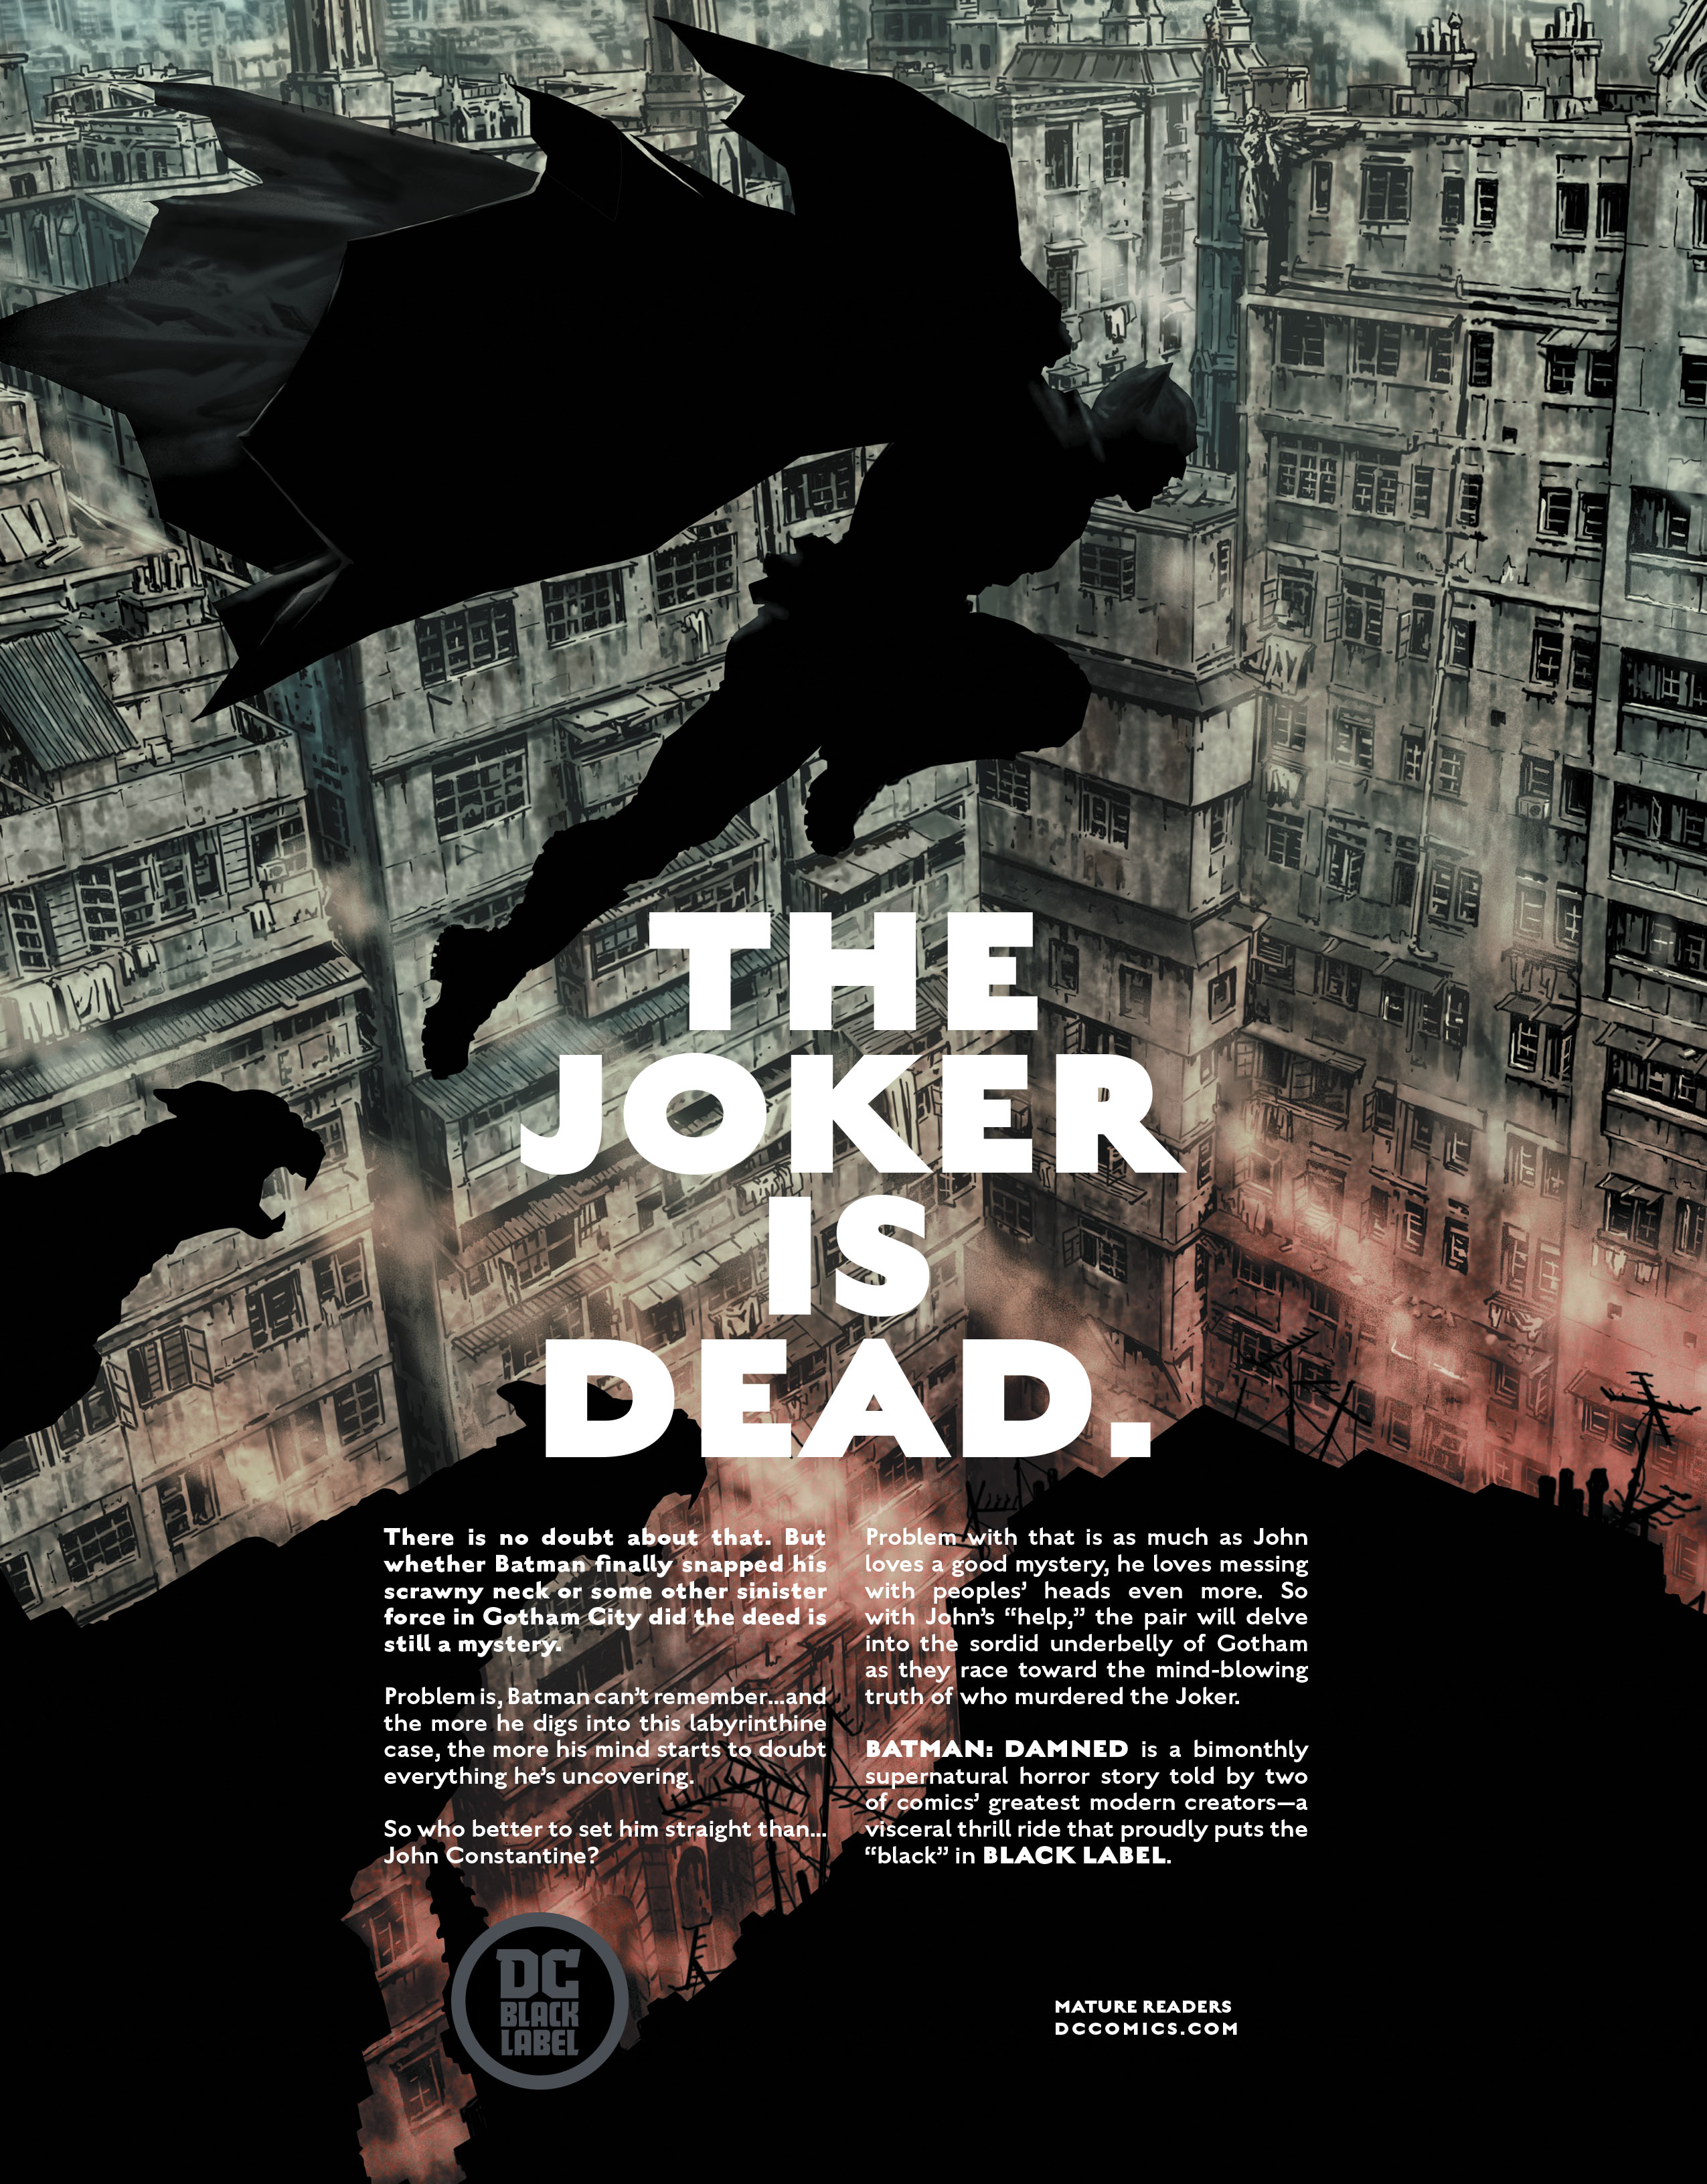 THE
JOKER
IS
DEAD.
There is no doubt about that. But
whether Batman finally snapped his
scrawny neck or some other sinister
force in Gotham City did the deed is
still a mystery.
Problem is, Batman can’t remember...and
the more he digs into this labyrinthine
case, the more his mind starts to doubt
everything he’s uncovering.
So who better to set him straight than...
John Constantine?
Problem with that is as much as John
loves a good mystery, he loves messing
with peoples’ heads even more. So
with John’s “help,” the pair will delve
into the sordid underbelly of Gotham
as they race toward the mind-blowing
truth of who murdered the Joker.
BATMAN: DAMNED is a bimonthly
supernatural horror story told by two
of comics’ greatest modern creators—a
visceral thrill ride that proudly puts the
“black” in BLACK LABEL.
DC
BLACK
LABEL
MATURE READERS
DCCOMICS.COM